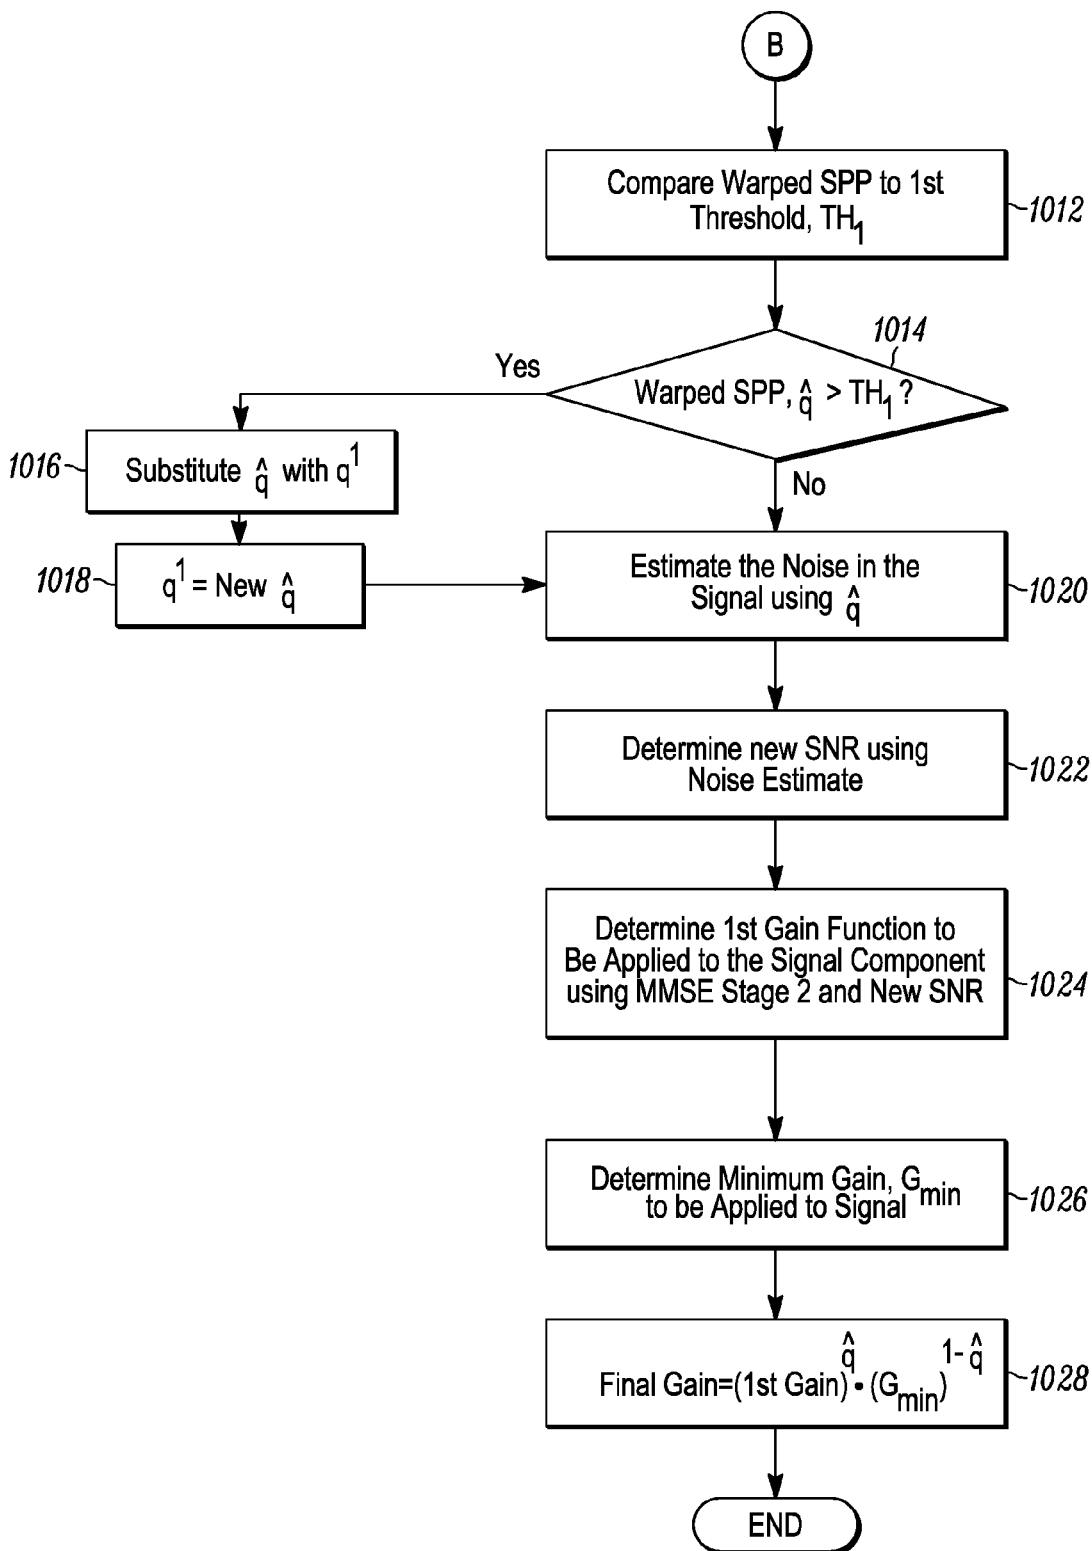 B
Compare Warped SPP to 1st
Threshold, TH₁
1012
1014
Yes
Warped SPP, q̂ > TH₁ ?
1016
Substitute q̂ with q¹
No
1018
q¹ = New q̂
Estimate the Noise in the
Signal using q̂
1020
Determine new SNR using
Noise Estimate
1022
Determine 1st Gain Function to
Be Applied to the Signal Component
using MMSE Stage 2 and New SNR
1024
Determine Minimum Gain, G_min
to be Applied to Signal
1026
Final Gain=(1st Gain)^q̂ • (G_min)^1-q̂
1028
END